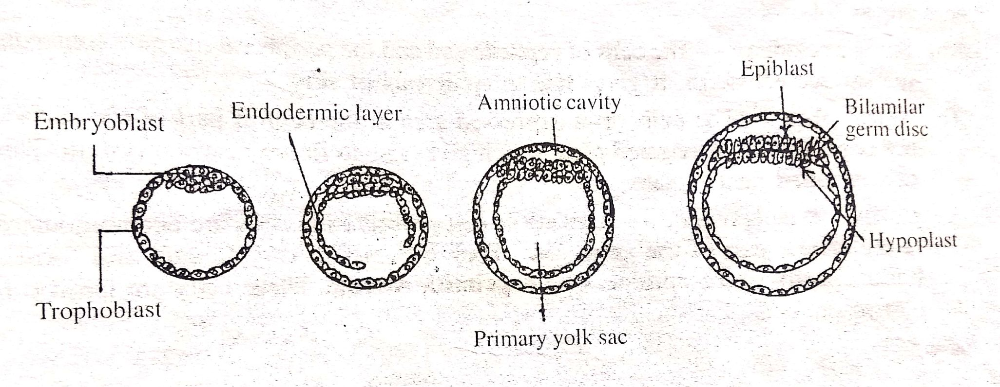 Embryoblast
Trophoblast
Endodermic layer
Amniotic cavity
Primary yolk sac
Epiblast
Bilamilar
germ disc
Hypoplast